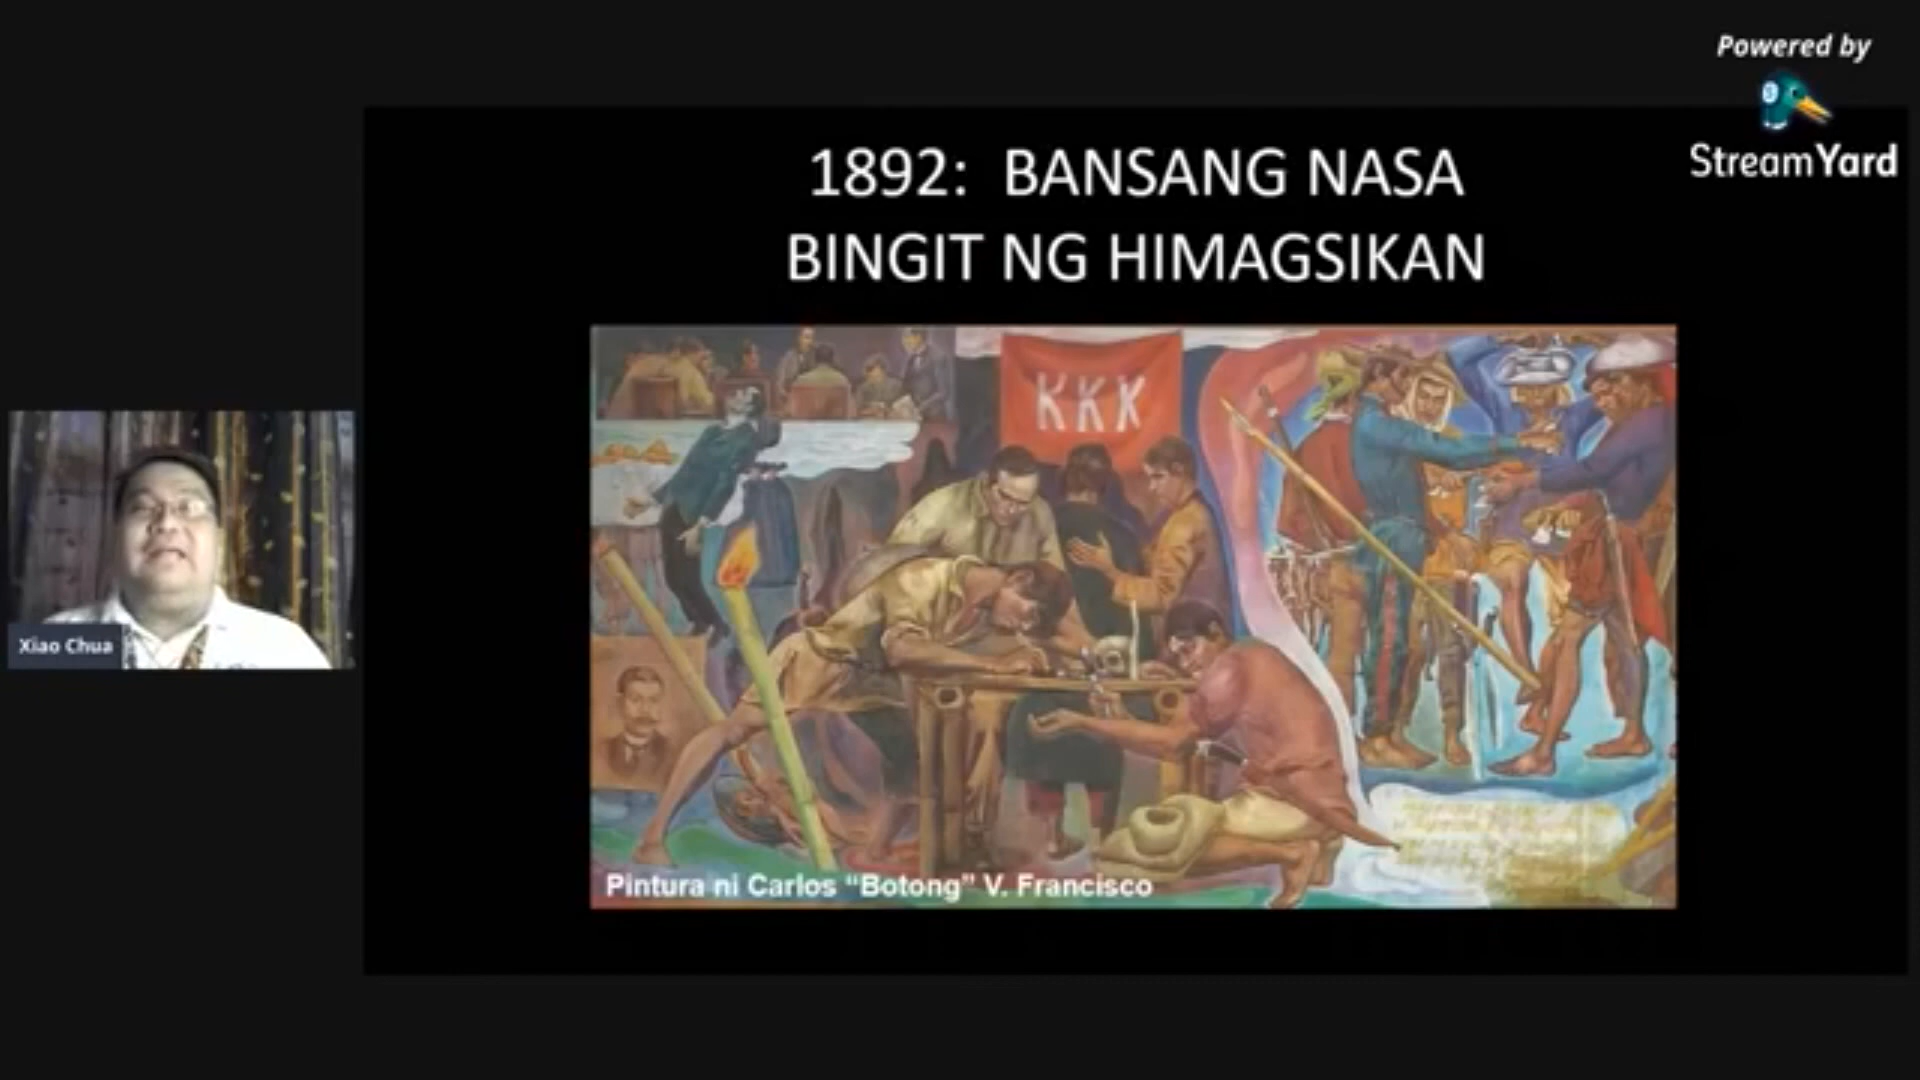 Powered by
StreamYard
1892: BANSANG NASA
BINGIT NG HIMAGSIKAN
KKK
Xiao Chua
Pintura ni Carlos “Botong” V. Francisco